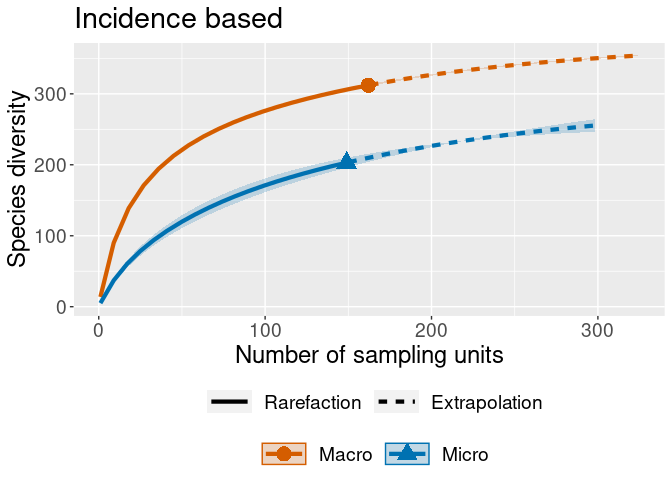 Incidence based
Species diversity
300
200
100
0
0 100 200 300
Number of sampling units
Rarefaction Extrapolation
Macro Micro